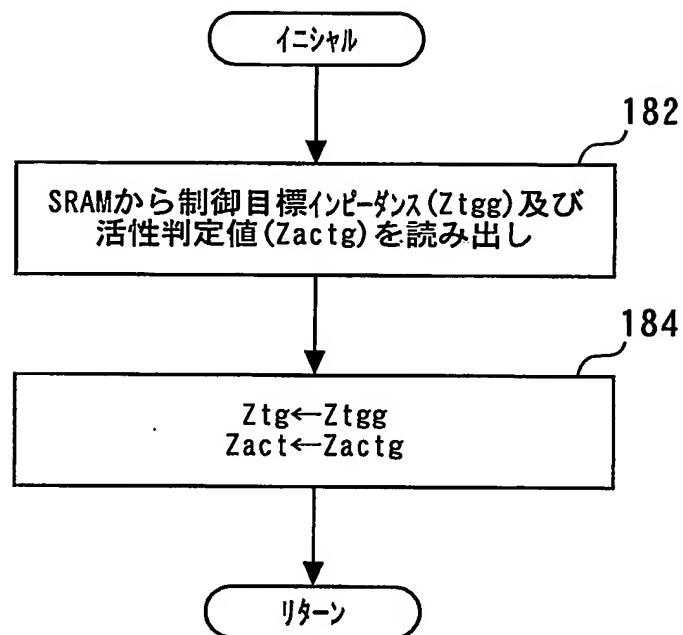 イニシャル
182
SRAMから制御目標インピーダンス(Ztgg)及び
活性判定値(Zactg)を読み出し
184
Ztg←Ztgg
Zact←Zactg
リターン